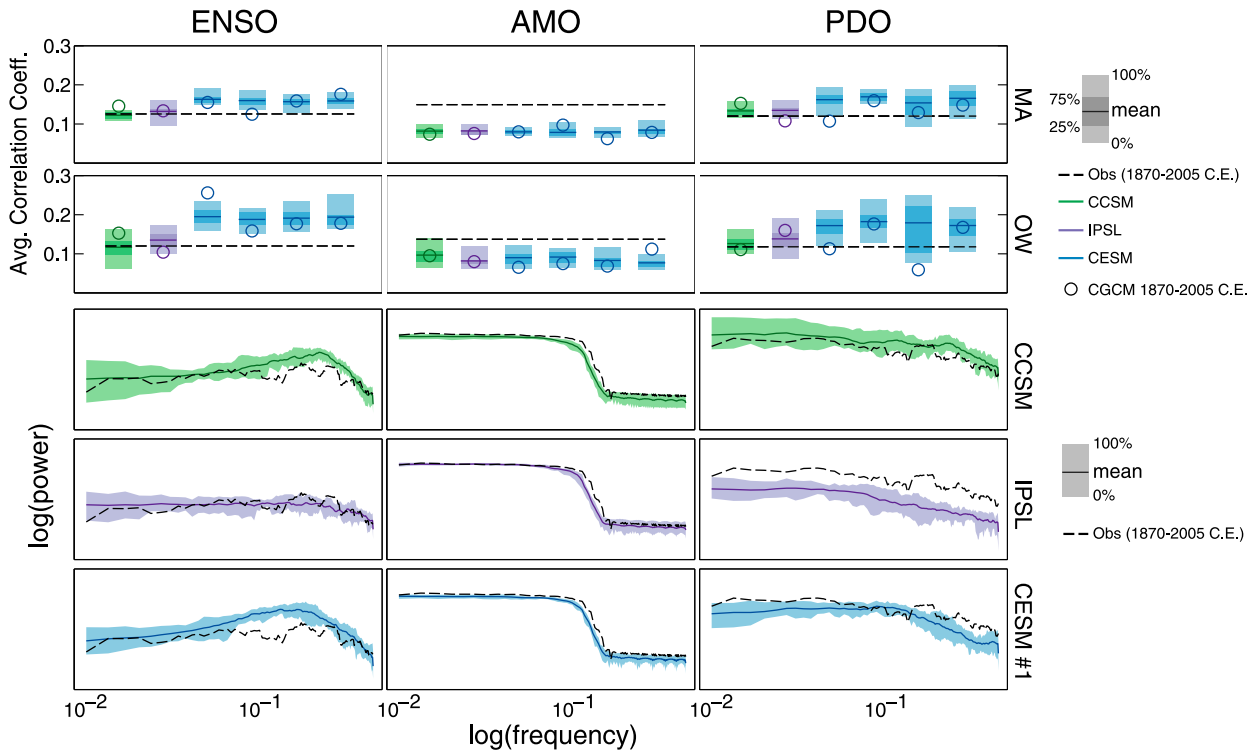 ENSO
AMO
PDO
Avg. Correlation Coeff.
0.3
0.2
0.1
MA
0.3
0.2
0.1
OW
100%
75%
mean
25%
0%
Obs (1870-2005 C.E.)
CCSM
IPSL
CESM
CGCM 1870-2005 C.E.
log(power)
CCSM
IPSL
CESM #1
100%
mean
0%
Obs (1870-2005 C.E.)
10-2
10-1
10-2
10-1
10-2
10-1
log(frequency)